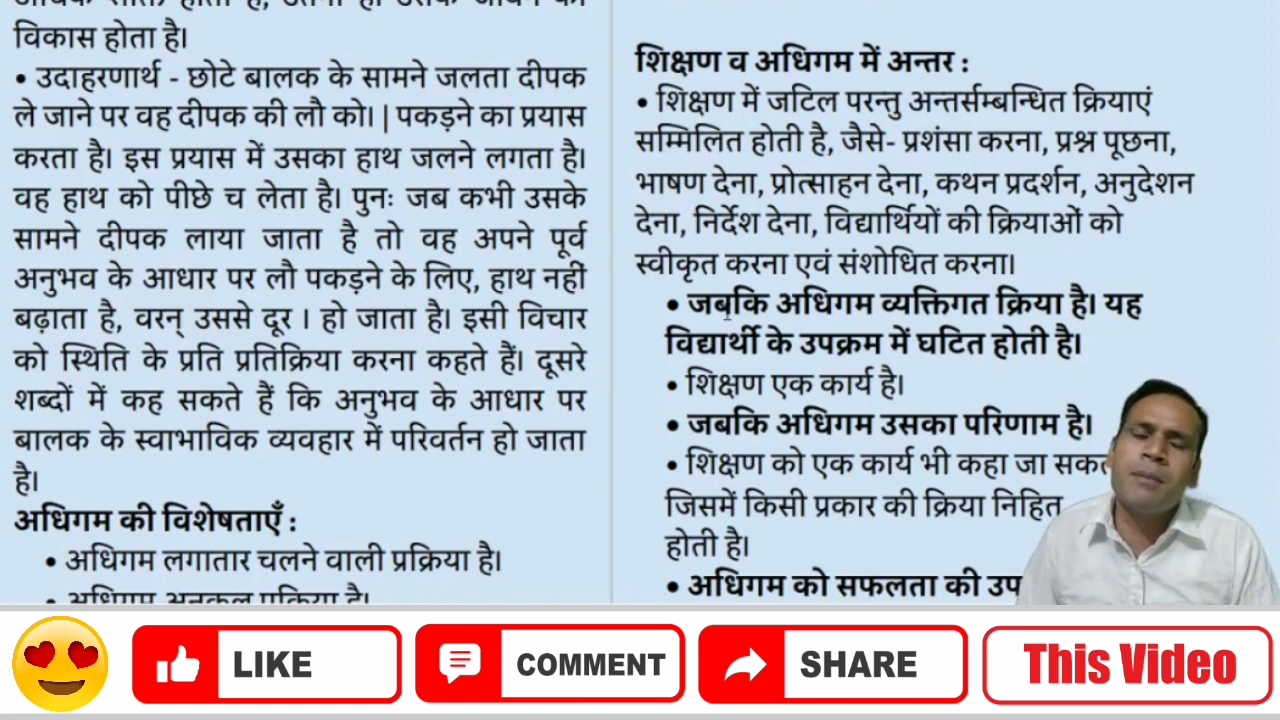 विकास होता है।
• उदाहरणार्थ - छोटे बालक के सामने जलता दीपक
ले जाने पर वह दीपक की लौ को। | पकड़ने का प्रयास
करता है। इस प्रयास में उसका हाथ जलने लगता है।
वह हाथ को पीछे च लेता है। पुनः जब कभी उसके
सामने दीपक लाया जाता है तो वह अपने पूर्व
अनुभव के आधार पर लौ पकड़ने के लिए, हाथ नहीं
बढ़ाता है, वरन् उससे दूर । हो जाता है। इसी विचार
को स्थिति के प्रति प्रतिक्रिया करना कहते हैं। दूसरे
शब्दों में कह सकते हैं कि अनुभव के आधार पर
बालक के स्वाभाविक व्यवहार में परिवर्तन हो जाता
है।
अधिगम की विशेषताएँ :
• अधिगम लगातार चलने वाली प्रक्रिया है।
• अधिगम अनुकूल प्रक्रिया है।
शिक्षण व अधिगम में अन्तर :
• शिक्षण में जटिल परन्तु अन्तर्सम्बन्धित क्रियाएं
सम्मिलित होती है, जैसे- प्रशंसा करना, प्रश्न पूछना,
भाषण देना, प्रोत्साहन देना, कथन प्रदर्शन, अनुदेशन
देना, निर्देश देना, विद्यार्थियों की क्रियाओं को
स्वीकृत करना एवं संशोधित करना।
• जबकि अधिगम व्यक्तिगत क्रिया है। यह
विद्यार्थी के उपक्रम में घटित होती है।
• शिक्षण एक कार्य है।
• जबकि अधिगम उसका परिणाम है।
• शिक्षण को एक कार्य भी कहा जा
जिसमें किसी प्रकार की क्रिया निहित
होती है।
• अधिगम को सफलता की
LIKE
COMMENT
SHARE
This Video